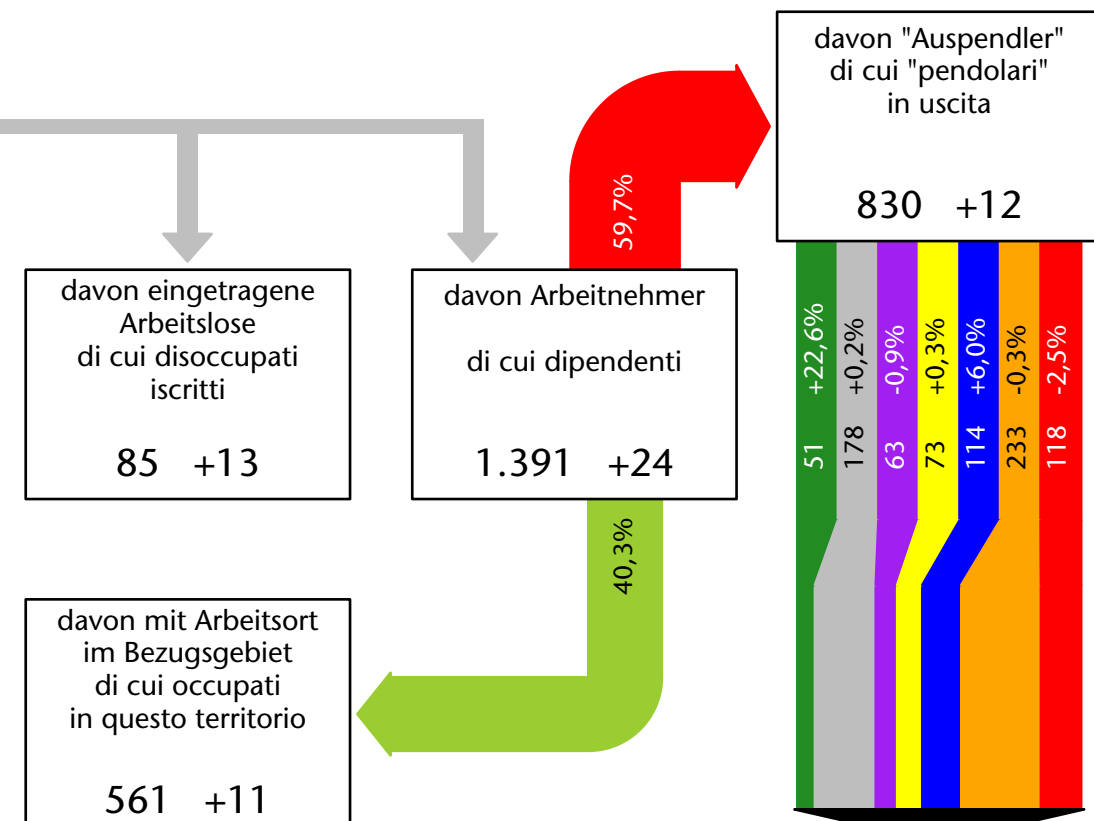 davon "Auspendler"
di cui "pendolari"
in uscita
830 +12
59,7%
davon eingetragene
Arbeitslose
di cui disoccupati
iscritti
85 +13
davon Arbeitnehmer
di cui dipendenti
1.391 +24
51 +22,6%
178 +0,2%
63 -0,9%
73 +0,3%
114 +6,0%
233 -0,3%
118 -2,5%
40,3%
davon mit Arbeitsort
im Bezugsgebiet
di cui occupati
in questo territorio
561 +11